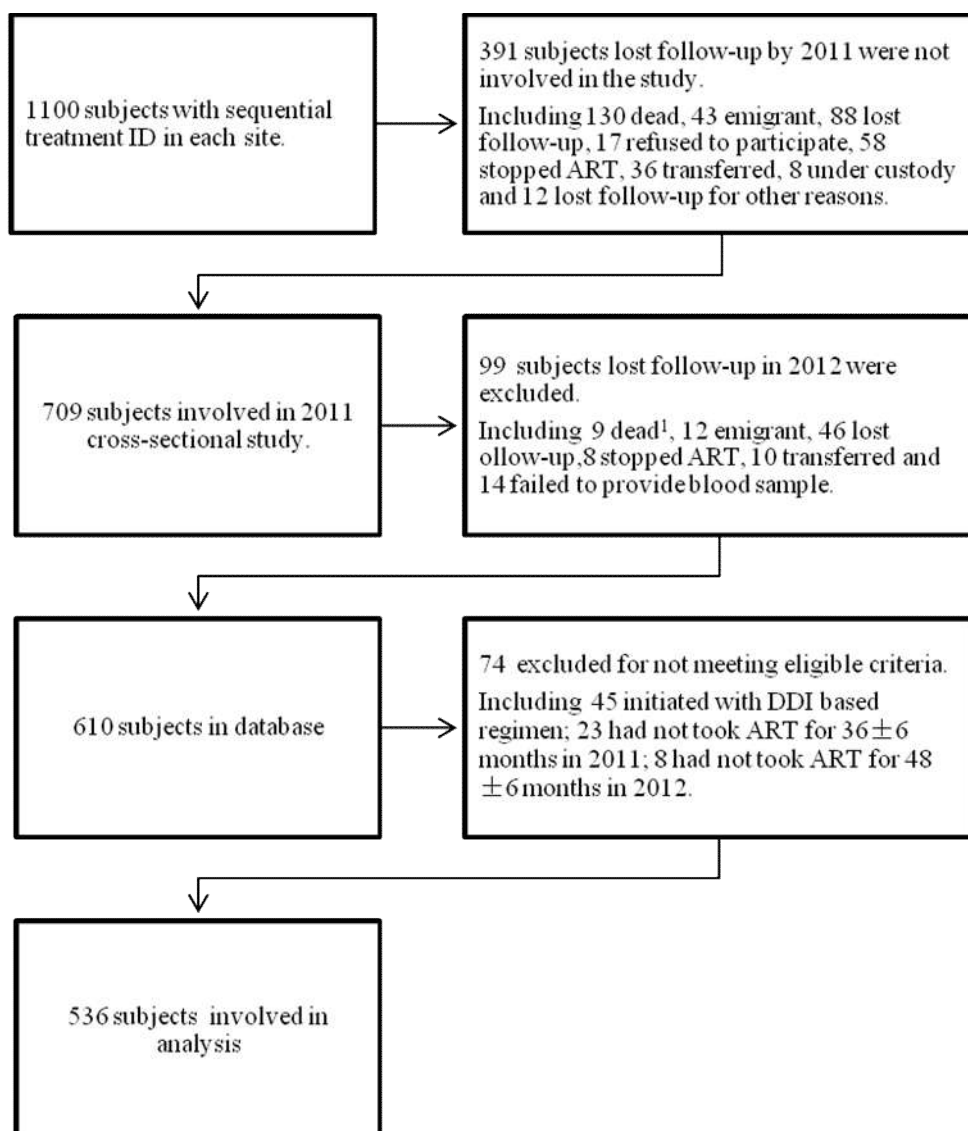 1100 subjects with sequential
treatment ID in each site.
391 subjects lost follow-up by 2011 were not
involved in the study.
Including 130 dead, 43 emigrant, 88 lost
follow-up, 17 refused to participate, 58
stopped ART, 36 transferred, 8 under custody
and 12 lost follow-up for other reasons.
709 subjects involved in 2011
cross-sectional study.
99 subjects lost follow-up in 2012 were
excluded.
Including 9 dead¹, 12 emigrant, 46 lost
ollow-up,8 stopped ART, 10 transferred and
14 failed to provide blood sample.
610 subjects in database
74 excluded for not meeting eligible criteria.
Including 45 initiated with DDI based
regimen; 23 had not took ART for 36±6
months in 2011; 8 had not took ART for 48
±6 months in 2012.
536 subjects involved in
analysis